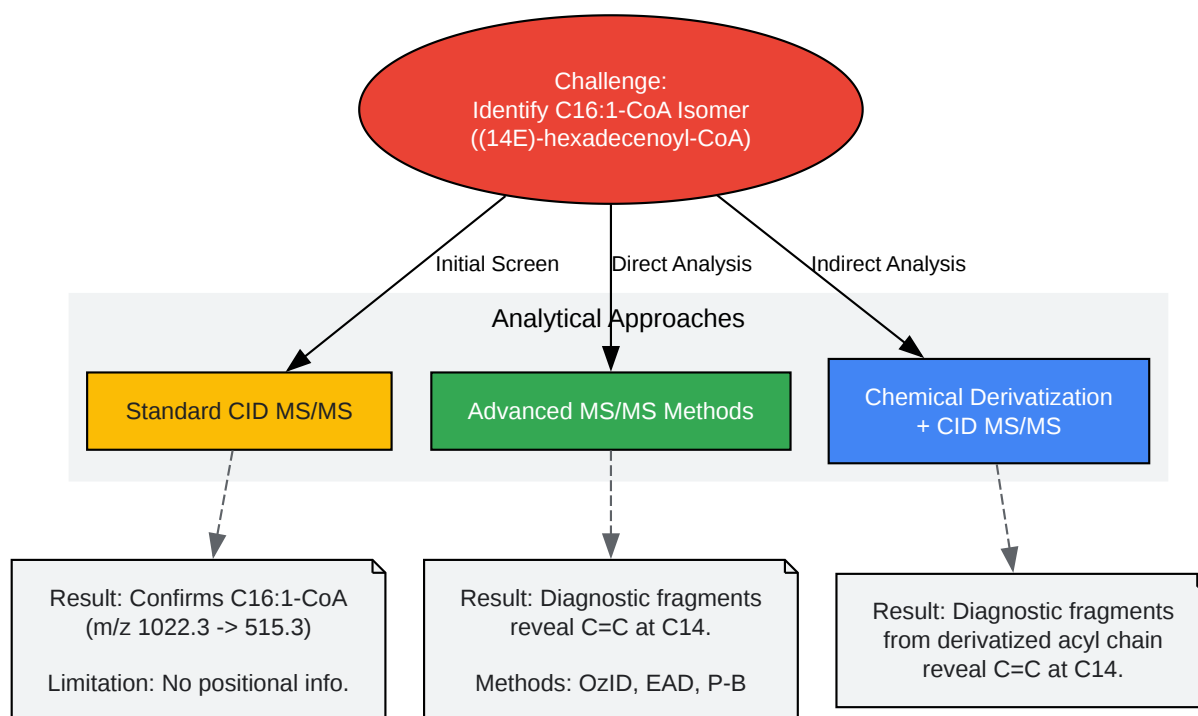 Challenge:
Identify C16:1-CoA Isomer
((14E)-hexadecenoyl-CoA)
Initial Screen
Direct Analysis
Indirect Analysis
Analytical Approaches
Standard CID MS/MS
Advanced MS/MS Methods
Chemical Derivatization
+ CID MS/MS
Result: Confirms C16:1-CoA
(m/z 1022.3 -> 515.3)
Limitation: No positional info.
Result: Diagnostic fragments
reveal C=C at C14.
Methods: OzID, EAD, P-B
Result: Diagnostic fragments
from derivatized acyl chain
reveal C=C at C14.